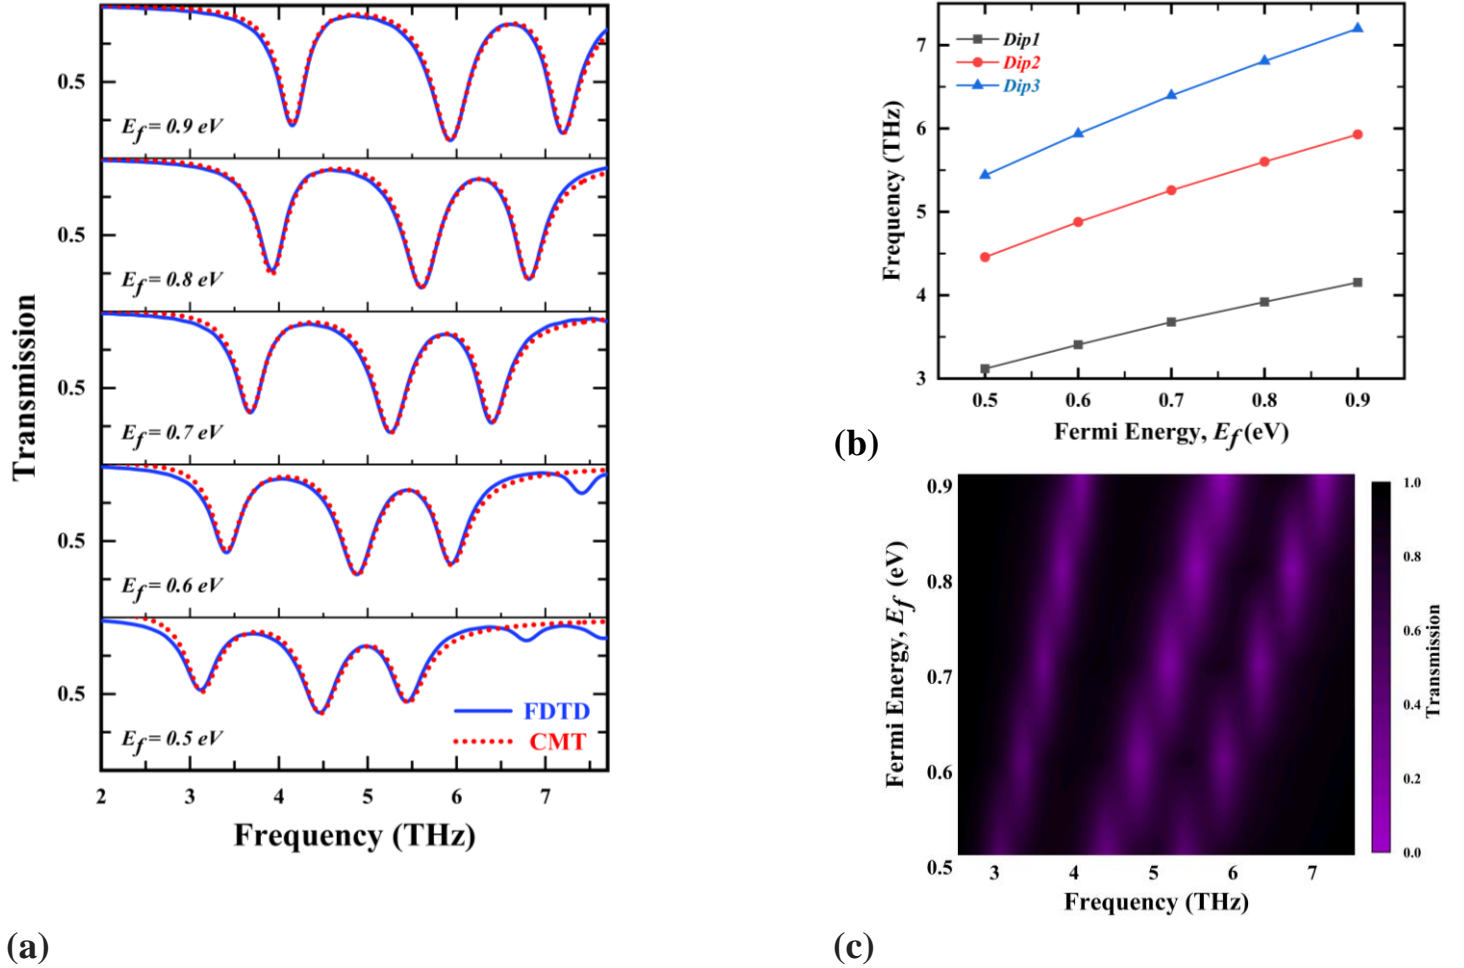 Transmission
0.5
E_f = 0.9 eV
0.5
E_f = 0.8 eV
0.5
E_f = 0.7 eV
0.5
E_f = 0.6 eV
0.5
E_f = 0.5 eV
FDTD
CMT
2 3 4 5 6 7
Frequency (THz)
(a)
Frequency (THz)
7
6
5
4
3
Dip1
Dip2
Dip3
0.5 0.6 0.7 0.8 0.9
Fermi Energy, E_f (eV)
(b)
Fermi Energy, E_f (eV)
0.9
0.8
0.7
0.6
0.5
3 4 5 6 7
Frequency (THz)
1.0
0.8
0.6
0.4
0.2
0.0
Transmission
(c)